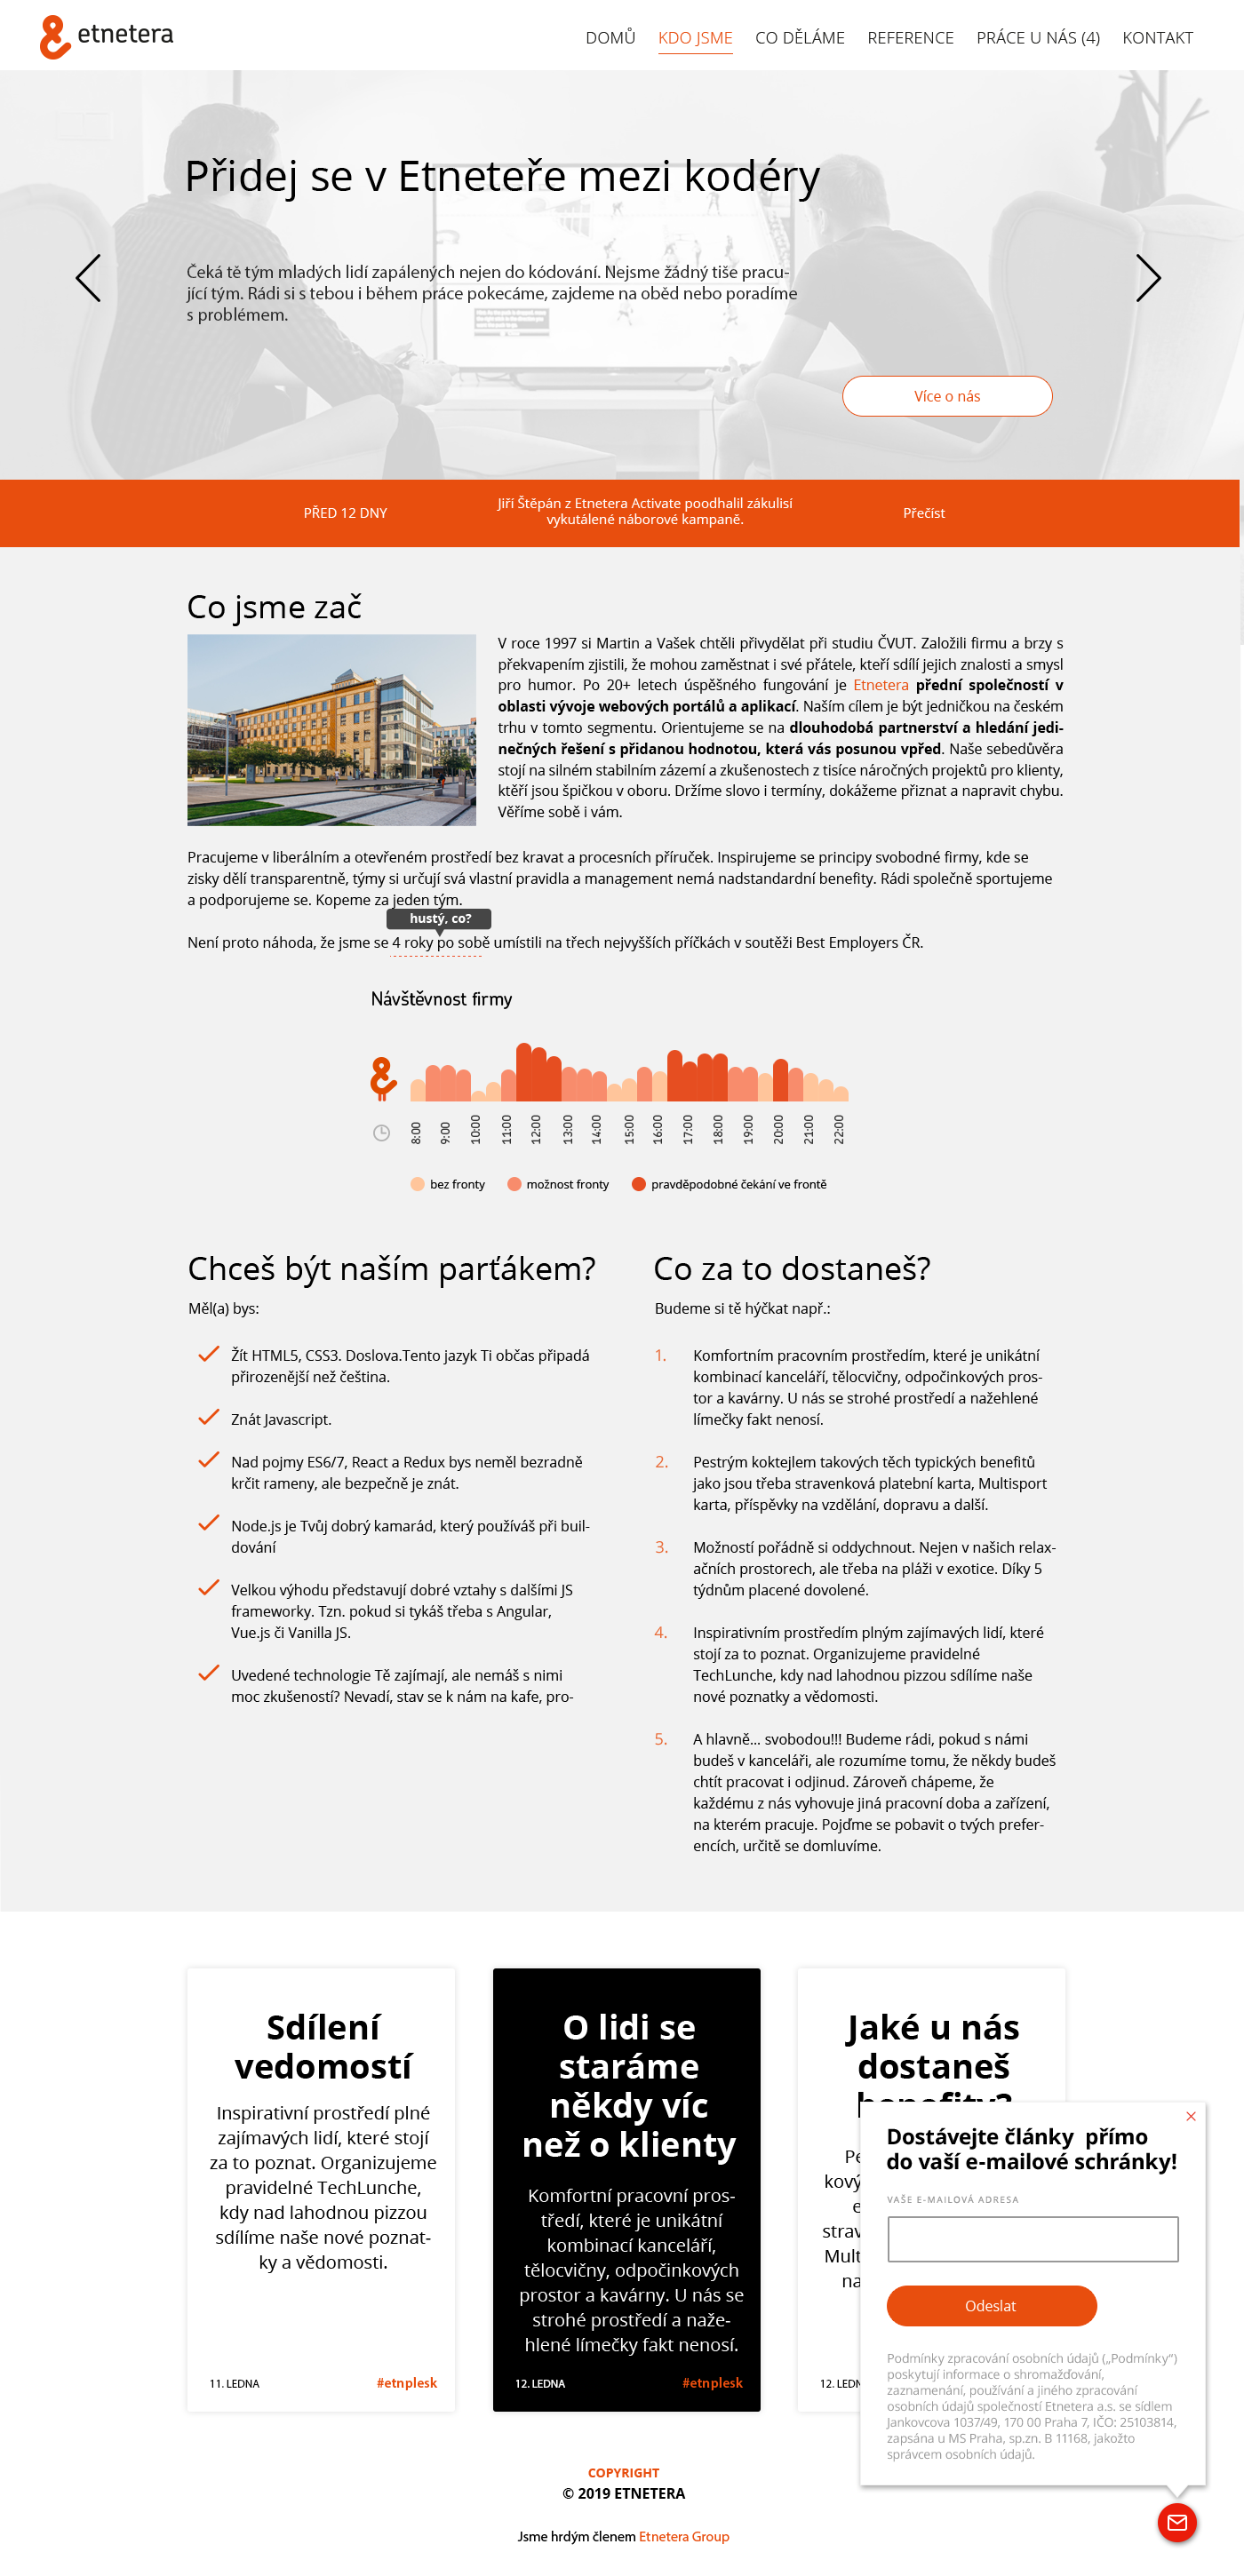 etnetera
DOMŮ KDO JSME CO DĚLÁME REFERENCE PRÁCE U NÁS (4) KONTAKT
Přidej se v Etneteře mezi kodéry
Čeká tě tým mladých lidí zapálených nejen do kódování. Nejsme žádný tiše pracu-
jící tým. Rádi si s tebou i během práce pokecáme, zajdeme na oběd nebo poradíme
s problémem.
Více o nás
PŘED 12 DNY
Jiří Štěpán z Etnetera Activate poodhalil zákulisí
vykutálené náborové kampaně.
Přečíst
Co jsme zač
V roce 1997 si Martin a Vašek chtěli přivydělat při studiu ČVUT. Založili firmu a brzy s
překvapením zjistili, že mohou zaměstnat i své přátele, kteří sdílí jejich znalosti a smysl
pro humor. Po 20+ letech úspěšného fungování je Etnetera přední společností v
oblasti vývoje webových portálů a aplikací. Naším cílem je být jedničkou na českém
trhu v tomto segmentu. Orientujeme se na dlouhodobá partnerství a hledání jedi-
nečných řešení s přidanou hodnotou, která vás posunou vpřed. Naše sebedůvěra
stojí na silném stabilním zázemí a zkušenostech z tisíce náročných projektů pro klienty,
ktěří jsou špičkou v oboru. Držíme slovo i termíny, dokážeme přiznat a napravit chybu.
Věříme sobě i vám.
Pracujeme v liberálním a otevřeném prostředí bez kravat a procesních příruček. Inspirujeme se principy svobodné firmy, kde se
zisky dělí transparentně, týmy si určují svá vlastní pravidla a management nemá nadstandardní benefity. Rádi společně sportujeme
a podporujeme se. Kopeme za jeden tým.
hustý, co?
Není proto náhoda, že jsme se 4 roky po sobě umístili na třech nejvyšších příčkách v soutěži Best Employers ČR.
Návštěvnost firmy
8:00 9:00 10:00 11:00 12:00 13:00 14:00 15:00 16:00 17:00 18:00 19:00 20:00 21:00 22:00
bez fronty možnost fronty pravděpodobné čekání ve frontě
Chceš být naším parťákem?
Měl(a) bys:
Žít HTML5, CSS3. Doslova.Tento jazyk Ti občas připadá
přirozenější než čeština.
Znát Javascript.
Nad pojmy ES6/7, React a Redux bys neměl bezradně
krčit rameny, ale bezpečně je znát.
Node.js je Tvůj dobrý kamarád, který používáš při buil-
dování
Velkou výhodu představují dobré vztahy s dalšími JS
frameworky. Tzn. pokud si tykáš třeba s Angular,
Vue.js či Vanilla JS.
Uvedené technologie Tě zajímají, ale nemáš s nimi
moc zkušeností? Nevadí, stav se k nám na kafe, pro-
Co za to dostaneš?
Budeme si tě hýčkat např.:
1. Komfortním pracovním prostředím, které je unikátní
kombinací kanceláří, tělocvičny, odpočinkových pros-
tor a kavárny. U nás se strohé prostředí a nažehlené
límečky fakt nenosí.
2. Pestrým koktejlem takových těch typických benefitů
jako jsou třeba stravenková platební karta, Multisport
karta, příspěvky na vzdělání, dopravu a další.
3. Možností pořádně si oddychnout. Nejen v našich relax-
ačních prostorech, ale třeba na pláži v exotice. Díky 5
týdnům placené dovolené.
4. Inspirativním prostředím plným zajímavých lidí, které
stojí za to poznat. Organizujeme pravidelné
TechLunche, kdy nad lahodnou pizzou sdílíme naše
nové poznatky a vědomosti.
5. A hlavně... svobodou!!! Budeme rádi, pokud s námi
budeš v kanceláři, ale rozumíme tomu, že někdy budeš
chtít pracovat i odjinud. Zároveň chápeme, že
každému z nás vyhovuje jiná pracovní doba a zařízení,
na kterém pracuje. Pojďme se pobavit o tvých prefer-
encích, určitě se domluvíme.
Sdílení
vedomostí
Inspirativní prostředí plné
zajímavých lidí, které stojí
za to poznat. Organizujeme
pravidelné TechLunche,
kdy nad lahodnou pizzou
sdílíme naše nové poznat-
ky a vědomosti.
11. LEDNA #etnplesk
O lidi se
staráme
někdy víc
než o klienty
Komfortní pracovní pros-
tředí, které je unikátní
kombinací kanceláří,
tělocvičny, odpočinkových
prostor a kavárny. U nás se
strohé prostředí a naže-
hlené límečky fakt nenosí.
12. LEDNA #etnplesk
Jaké u nás
dostaneš
benefity?
12. LEDN
Dostávejte články přímo
do vaší e-mailové schránky!
VAŠE E-MAILOVÁ ADRESA
Odeslat
Podmínky zpracování osobních údajů („Podmínky“)
poskytují informace o shromažďování,
zaznamenání, používání a jiného zpracování
osobních údajů společností Etnetera a.s. se sídlem
Jankovcova 1037/49, 170 00 Praha 7, IČO: 25103814,
zapsána u MS Praha, sp.zn. B 11168, jakožto
správcem osobních údajů.
COPYRIGHT
© 2019 ETNETERA
Jsme hrdým členem Etnetera Group